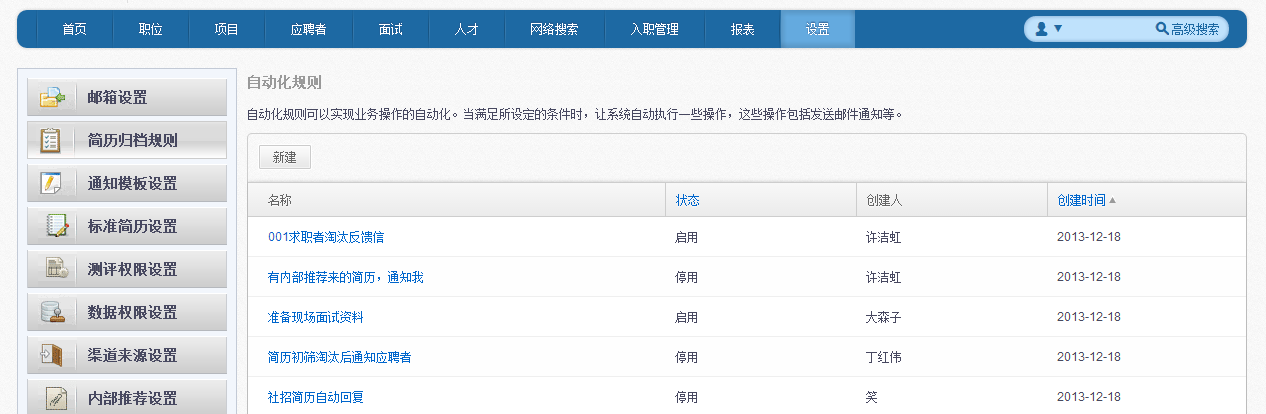 首页 职位 项目 应聘者 面试 人才 网络搜索 入职管理 报表 设置 高级搜索
邮箱设置
简历归档规则
通知模板设置
标准简历设置
测评权限设置
数据权限设置
渠道来源设置
内部推荐设置
自动化规则
自动化规则可以实现业务操作的自动化。当满足所设定的条件时，让系统自动执行一些操作，这些操作包括发送邮件通知等。
新建
名称 状态 创建人 创建时间
001求职者淘汰反馈信 启用 许洁虹 2013-12-18
有内部推荐来的简历，通知我 停用 许洁虹 2013-12-18
准备现场面试资料 启用 大森子 2013-12-18
简历初筛淘汰后通知应聘者 停用 丁红伟 2013-12-18
社招简历自动回复 停用 笑 2013-12-18